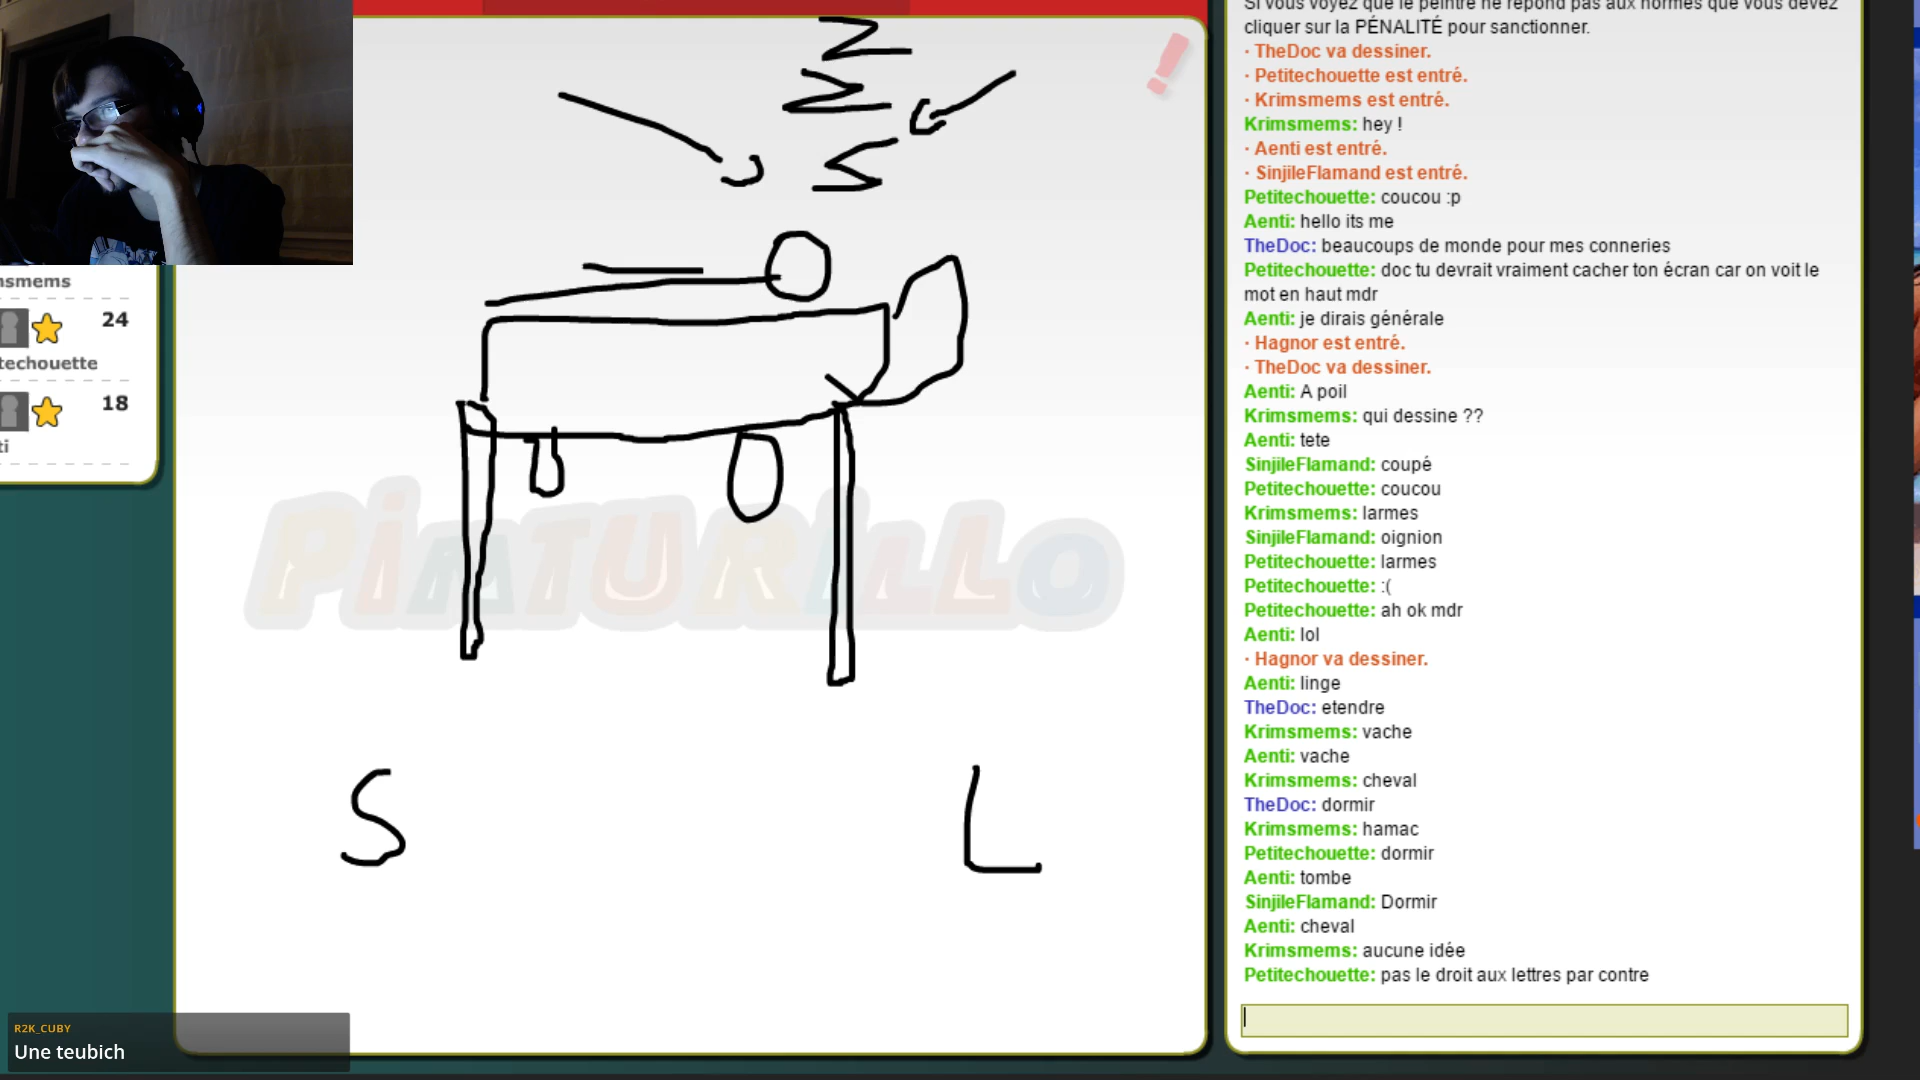 Si vous voyez que le peintre ne répond pas aux normes que vous devez
cliquer sur la PÉNALITÉ pour sanctionner.
· TheDoc va dessiner.
· Petitechouette est entré.
· Krimsmems est entré.
Krimsmems: hey !
· Aenti est entré.
· SinjileFlamand est entré.
Petitechouette: coucou :p
Aenti: hello its me
TheDoc: beaucoups de monde pour mes conneries
Petitechouette: doc tu devrait vraiment cacher ton écran car on voit le
mot en haut mdr
Aenti: je dirais générale
· Hagnor est entré.
· TheDoc va dessiner.
Aenti: A poil
Krimsmems: qui dessine ??
Aenti: tete
SinjileFlamand: coupé
Petitechouette: coucou
Krimsmems: larmes
SinjileFlamand: oignion
Petitechouette: larmes
Petitechouette: :(
Petitechouette: ah ok mdr
Aenti: lol
· Hagnor va dessiner.
Aenti: linge
TheDoc: etendre
Krimsmems: vache
Aenti: vache
Krimsmems: cheval
TheDoc: dormir
Krimsmems: hamac
Petitechouette: dormir
Aenti: tombe
SinjileFlamand: Dormir
Aenti: cheval
Krimsmems: aucune idée
Petitechouette: pas le droit aux lettres par contre
nsmems
24
techouette
18
ti
PiNTURiLLO
S L
R2K_CUBY
Une teubich